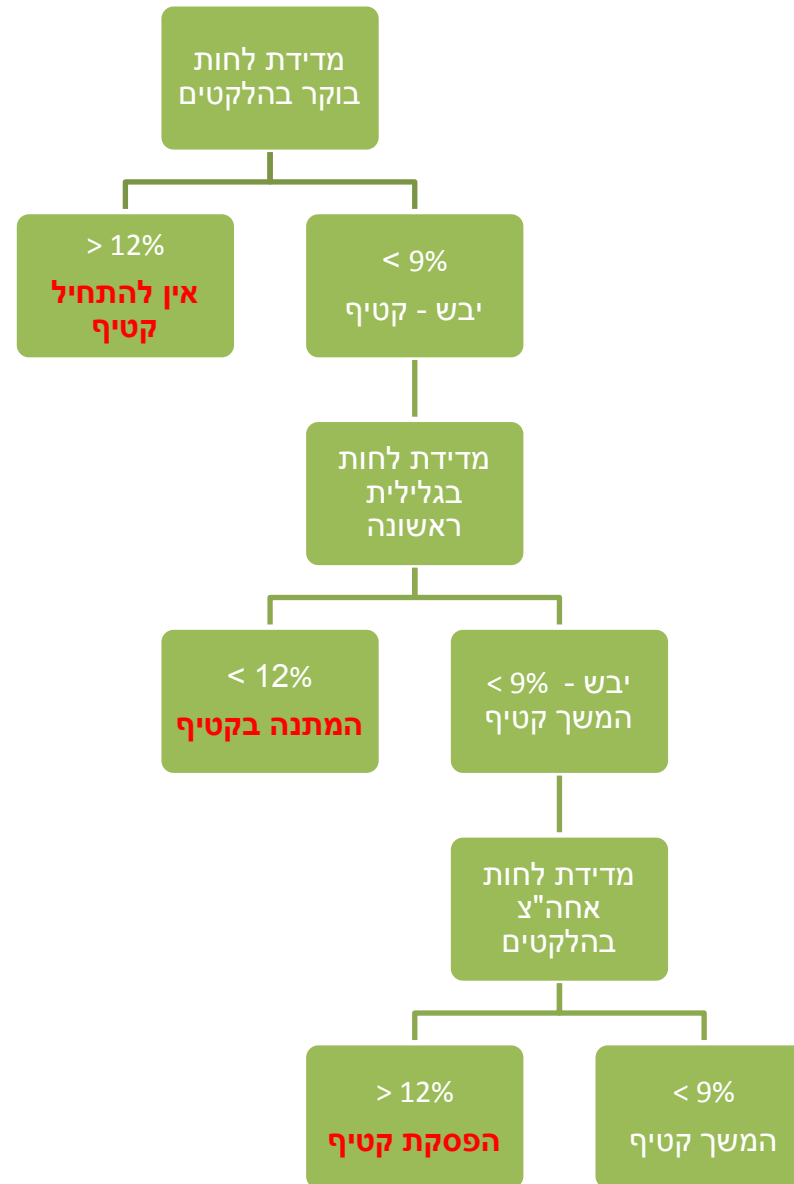 מדידת לחות
בוקר בהלקטים
< 9%
יבש - קטיף
> 12%
אין להתחיל
קטיף
מדידת לחות
בגלילית
ראשונה
יבש - < 9%
המשך קטיף
< 12%
המתנה בקטיף
מדידת לחות
אחה"צ
בהלקטים
< 9%
המשך קטיף
> 12%
הפסקת קטיף